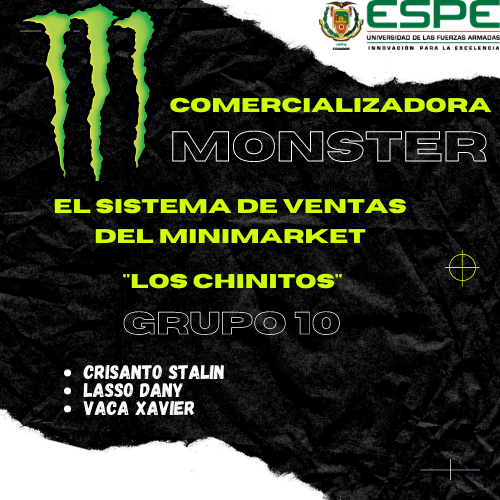 ESPE
UNIVERSIDAD DE LAS FUERZAS ARMADAS
INNOVACIÓN PARA LA EXCELENCIA
COMERCIALIZADORA
MONSTER
EL SISTEMA DE VENTAS
DEL MINIMARKET
"LOS CHINITOS"
GRUPO 10
• CRISANTO STALIN
• LASSO DANY
• VACA XAVIER